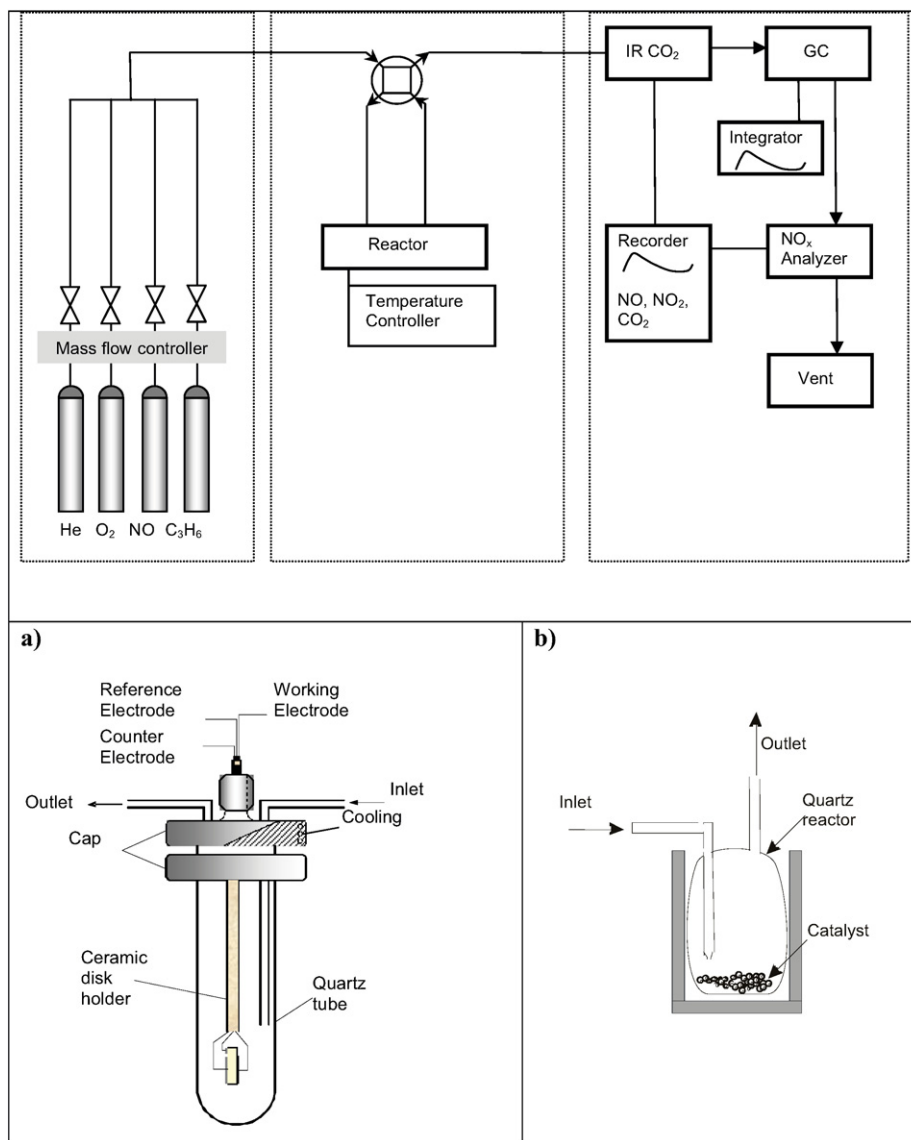 IR CO₂
GC
Integrator
Reactor
Recorder
NO, NO₂,
CO₂
NOₓ
Analyzer
Temperature
Controller
Mass flow controller
Vent
He O₂ NO C₃H₆
a)
Reference
Electrode
Working
Electrode
Counter
Electrode
Outlet
Inlet
Cooling
Cap
Ceramic
disk
holder
Quartz
tube
b)
Outlet
Inlet
Quartz
reactor
Catalyst